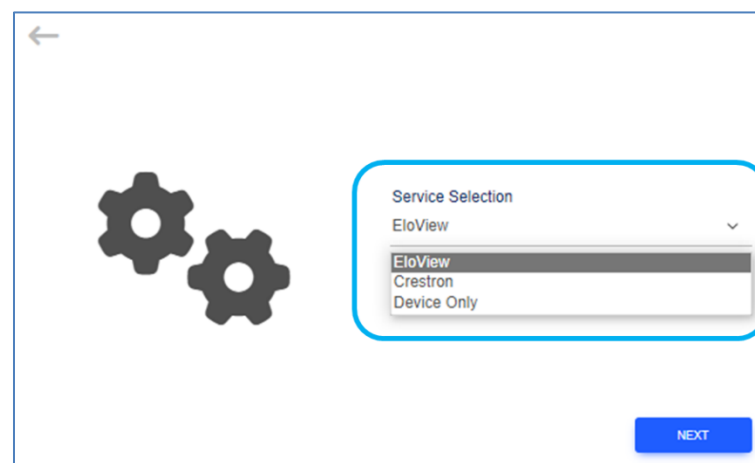 Service Selection
EloView
EloView
Crestron
Device Only
NEXT